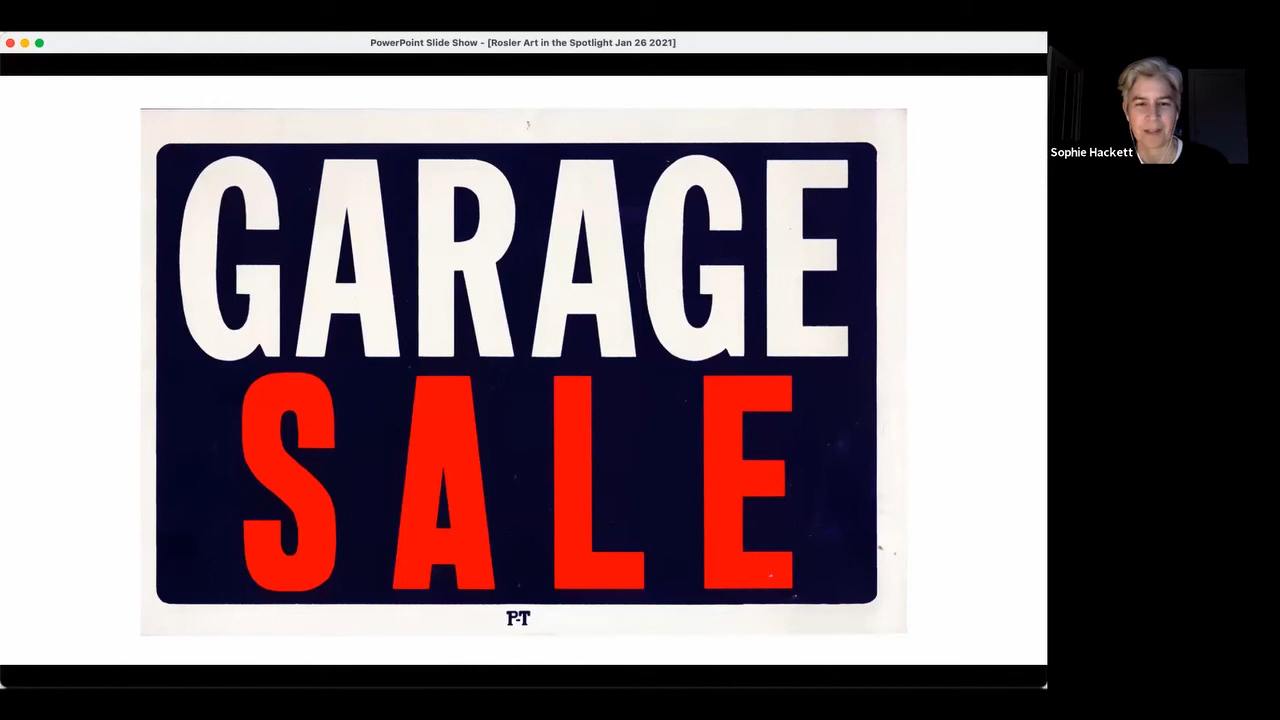 PowerPoint Slide Show - [Rosler Art in the Spotlight Jan 26 2021]
GARAGE
SALE
P-T
Sophie Hackett